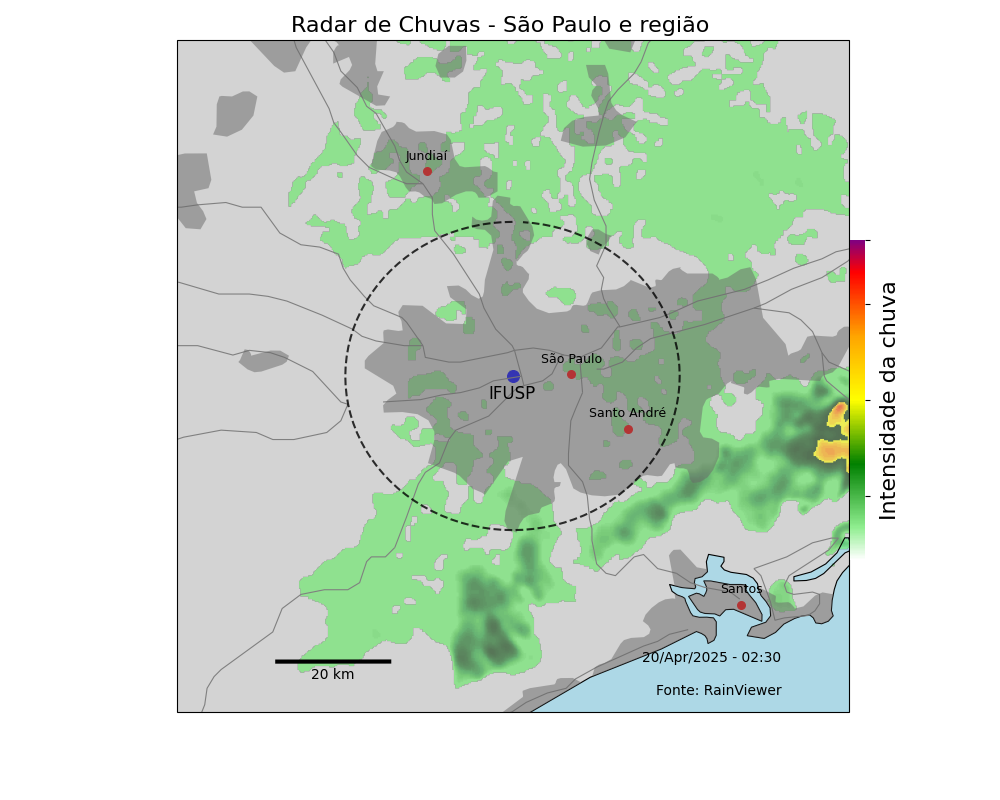 Radar de Chuvas - São Paulo e região
Jundiaí
São Paulo
IFUSP
Santo André
Santos
20/Apr/2025 - 02:30
20 km
Fonte: RainViewer
Intensidade da chuva